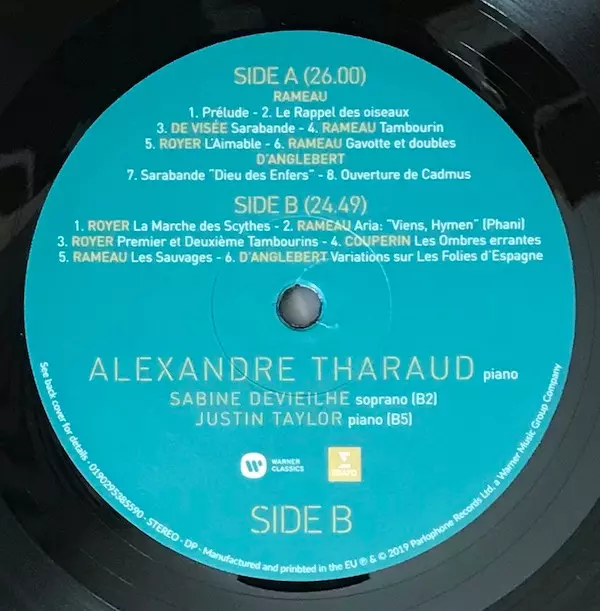 SIDE A (26.00)
RAMEAU
1. Prélude - 2. Le Rappel des oiseaux
3. DE VISÉE Sarabande - 4. RAMEAU Tambourin
5. ROYER L'Aimable - 6. RAMEAU Gavotte et doubles
D'ANGLEBERT
7. Sarabande "Dieu des Enfers" - 8. Ouverture de Cadmus
SIDE B (24.49)
1. ROYER La Marche des Scythes - 2. RAMEAU Aria: "Viens, Hymen" (Phani)
3. ROYER Premier et Deuxième Tambourins - 4. COUPERIN Les Ombres errantes
5. RAMEAU Les Sauvages - 6. D'ANGLEBERT Variations sur Les Folies d'Espagne
ALEXANDRE THARAUD piano
SABINE DEVIEILHE soprano (B2)
JUSTIN TAYLOR piano (B5)
WARNER
CLASSICS
ERATO
SIDE B
See back cover for details - 0190295385590 - STEREO - DP - Manufactured and prinbted in the EU ℗ & © 2019 Parlophone Records Ltd, a Warner Music Group Company